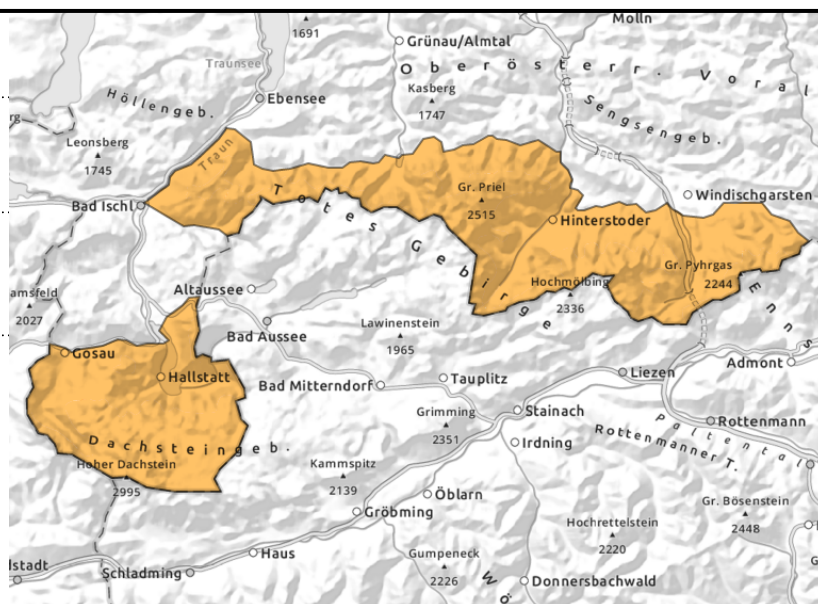 Molln
1691
Grünau/Almtal
Traunsee
Oberösterr. Voral
Kasberg
1747
Höllengeb.
Ebensee
Sengsengeb.
rg
Leonsberg
1745
Traun
Bad Ischl
Totes Gebirge
Gr. Priel
2515
Windischgarsten
Hinterstoder
Gr. Pyhrgas
2244
Hochmölbing
2336
Enns
amsfeld
2027
Altaussee
Bad Aussee
Lawinenstein
1965
Gosau
Hallstatt
Bad Mitterndorf
Tauplitz
Liezen
Admont
Grimming
2351
Stainach
Rottenmann
Paltental
Rottenmanner T.
Irdning
Dachsteingeb.
Hoher Dachstein
2995
Kammspitz
2139
Öblarn
Gröbming
Gr. Bösenstein
2448
Hochrettelstein
2220
Haus
lstadt
Schladming
Gumpeneck
2226
Wö
Donnersbachwald
G